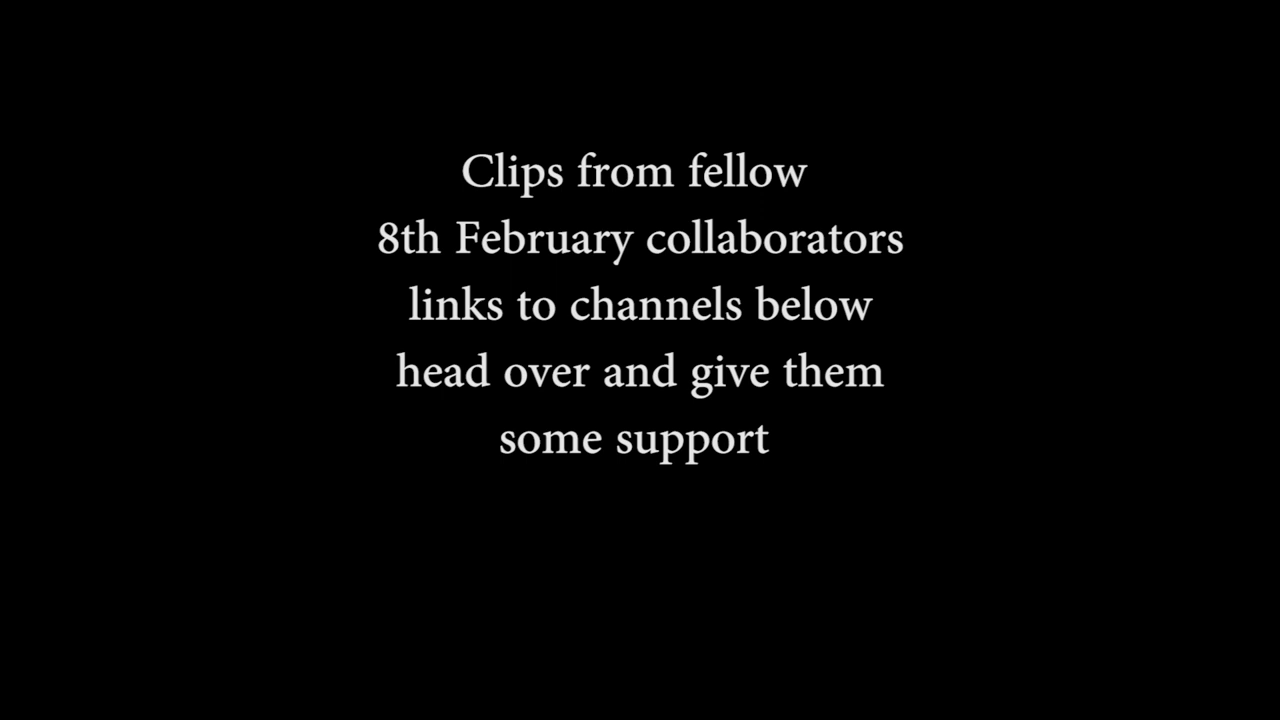 Clips from fellow
8th February collaborators
links to channels below
head over and give them
some support